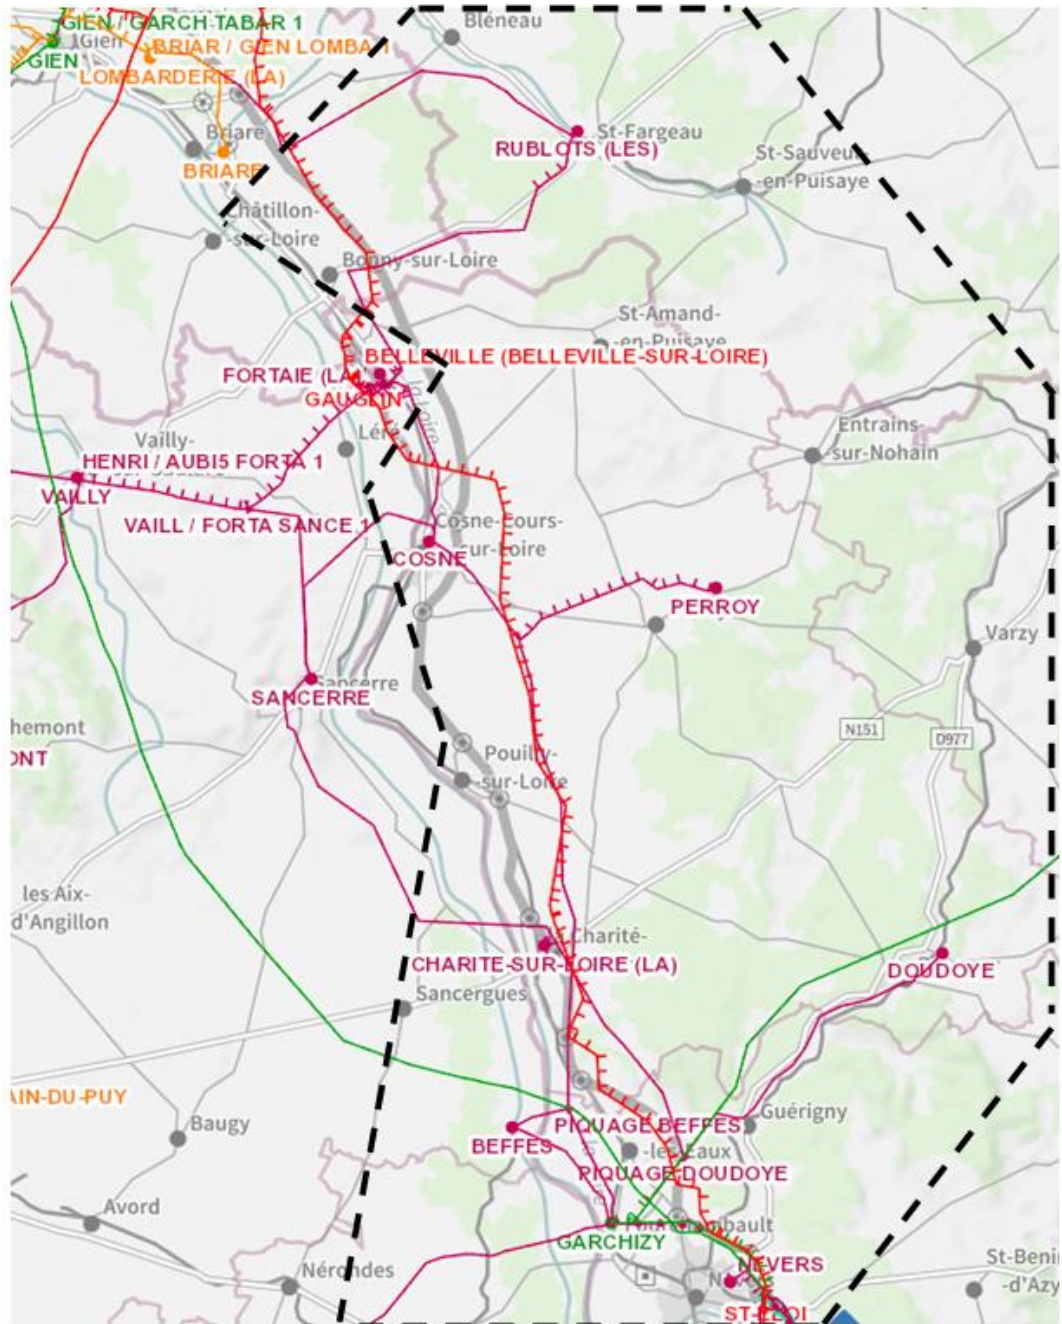 GIEN / GARCH TABAR 1
Gien
GIEN
BRIAR / GIEN LOMBA 1
LOMBARDERIE (LA)
Bléneau
Briare
BRIARE
St-Fargeau
RUBLOTS (LES)
St-Sauveur
-en-Puisaye
Châtillon-
-sur-Loire
Bonny-sur-Loire
St-Amand-
-en-Puisaye
BELLEVILLE (BELLEVILLE-SUR-LOIRE)
FORTAIE (LA)
GAUGLIN
la Loire
Entrains-
-sur-Nohain
Vailly-
HENRI / AUBI5 FORTA 1
VAILLY
VAILL / FORTA SANCE 1
Cosne-Cours-
-sur-Loire
COSNE
PERROY
Varzy
Sancerre
SANCERRE
N151
D977
hemont
ONT
Pouilly-
-sur-Loire
les Aix-
d'Angillon
Charité-
CHARITE-SUR-LOIRE (LA)
DOUDOYE
Sancergues
AIN-DU-PUY
Baugy
Guérigny
PIQUAGE BEFFES
BEFFES
-les-Eaux
PIQUAGE DOUDOYE
Avord
GARCHIZY
Nérondes
NEVERS
St-Beni
-d'Azy
ST-ELOI